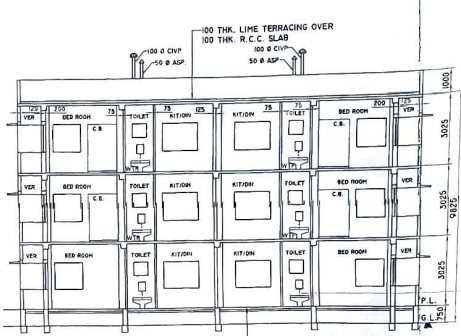 100 THK. LIME TERRACING OVER
100 THK. R.C.C. SLAB
100 Ø CIVP
50 Ø ASP.
100 Ø CIVP
50 Ø ASP.
1000
125 200 75 75 125 75 75 200 125
VER BED ROOM TOILET KIT/DIN KIT/DIN TOILET BED ROOM VER
C.B. C.B.
3025
WTR
VER BED ROOM TOILET KIT/DIN KIT/DIN TOILET BED ROOM VER
C.B. C.B.
3025
9825
WTR
VER BED ROOM TOILET KIT/DIN KIT/DIN TOILET BED ROOM VER
3025
P.L.
750
G.L.